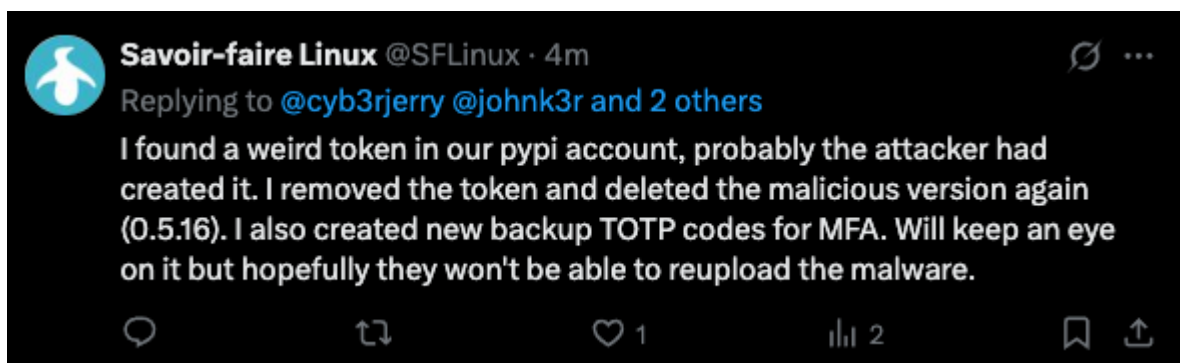 Savoir-faire Linux @SFLinux · 4m
Replying to @cyb3rjerry @johnk3r and 2 others
I found a weird token in our pypi account, probably the attacker had
created it. I removed the token and deleted the malicious version again
(0.5.16). I also created new backup TOTP codes for MFA. Will keep an eye
on it but hopefully they won't be able to reupload the malware.
1 2